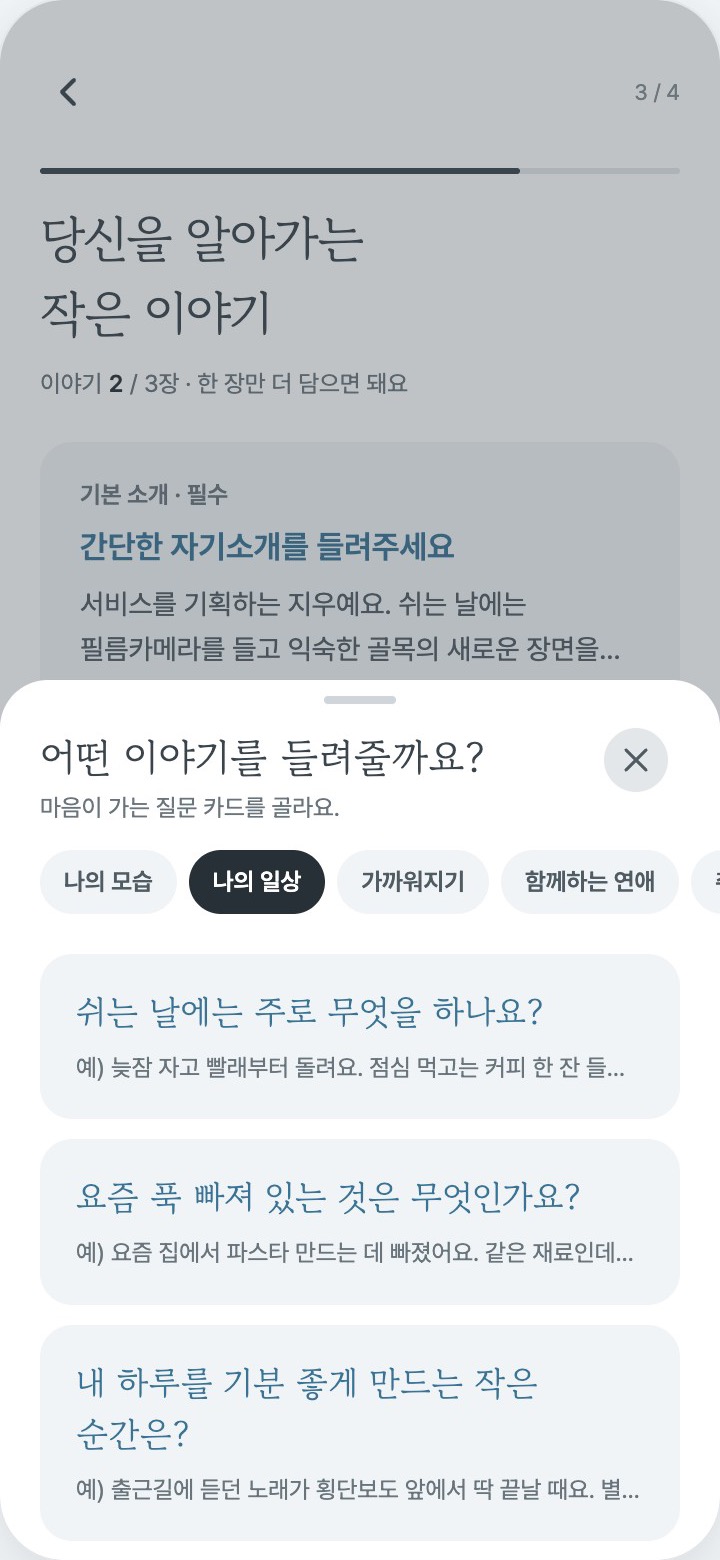 3 / 4
당신을 알아가는
작은 이야기
이야기 2 / 3장 · 한 장만 더 담으면 돼요
기본 소개 · 필수
간단한 자기소개를 들려주세요
서비스를 기획하는 지우예요. 쉬는 날에는
필름카메라를 들고 익숙한 골목의 새로운 장면을...
어떤 이야기를 들려줄까요?
마음이 가는 질문 카드를 골라요.
나의 모습 나의 일상 가까워지기 함께하는 연애
쉬는 날에는 주로 무엇을 하나요?
예) 늦잠 자고 빨래부터 돌려요. 점심 먹고는 커피 한 잔 들...
요즘 푹 빠져 있는 것은 무엇인가요?
예) 요즘 집에서 파스타 만드는 데 빠졌어요. 같은 재료인데...
내 하루를 기분 좋게 만드는 작은
순간은?
예) 출근길에 듣던 노래가 횡단보도 앞에서 딱 끝날 때요. 별...